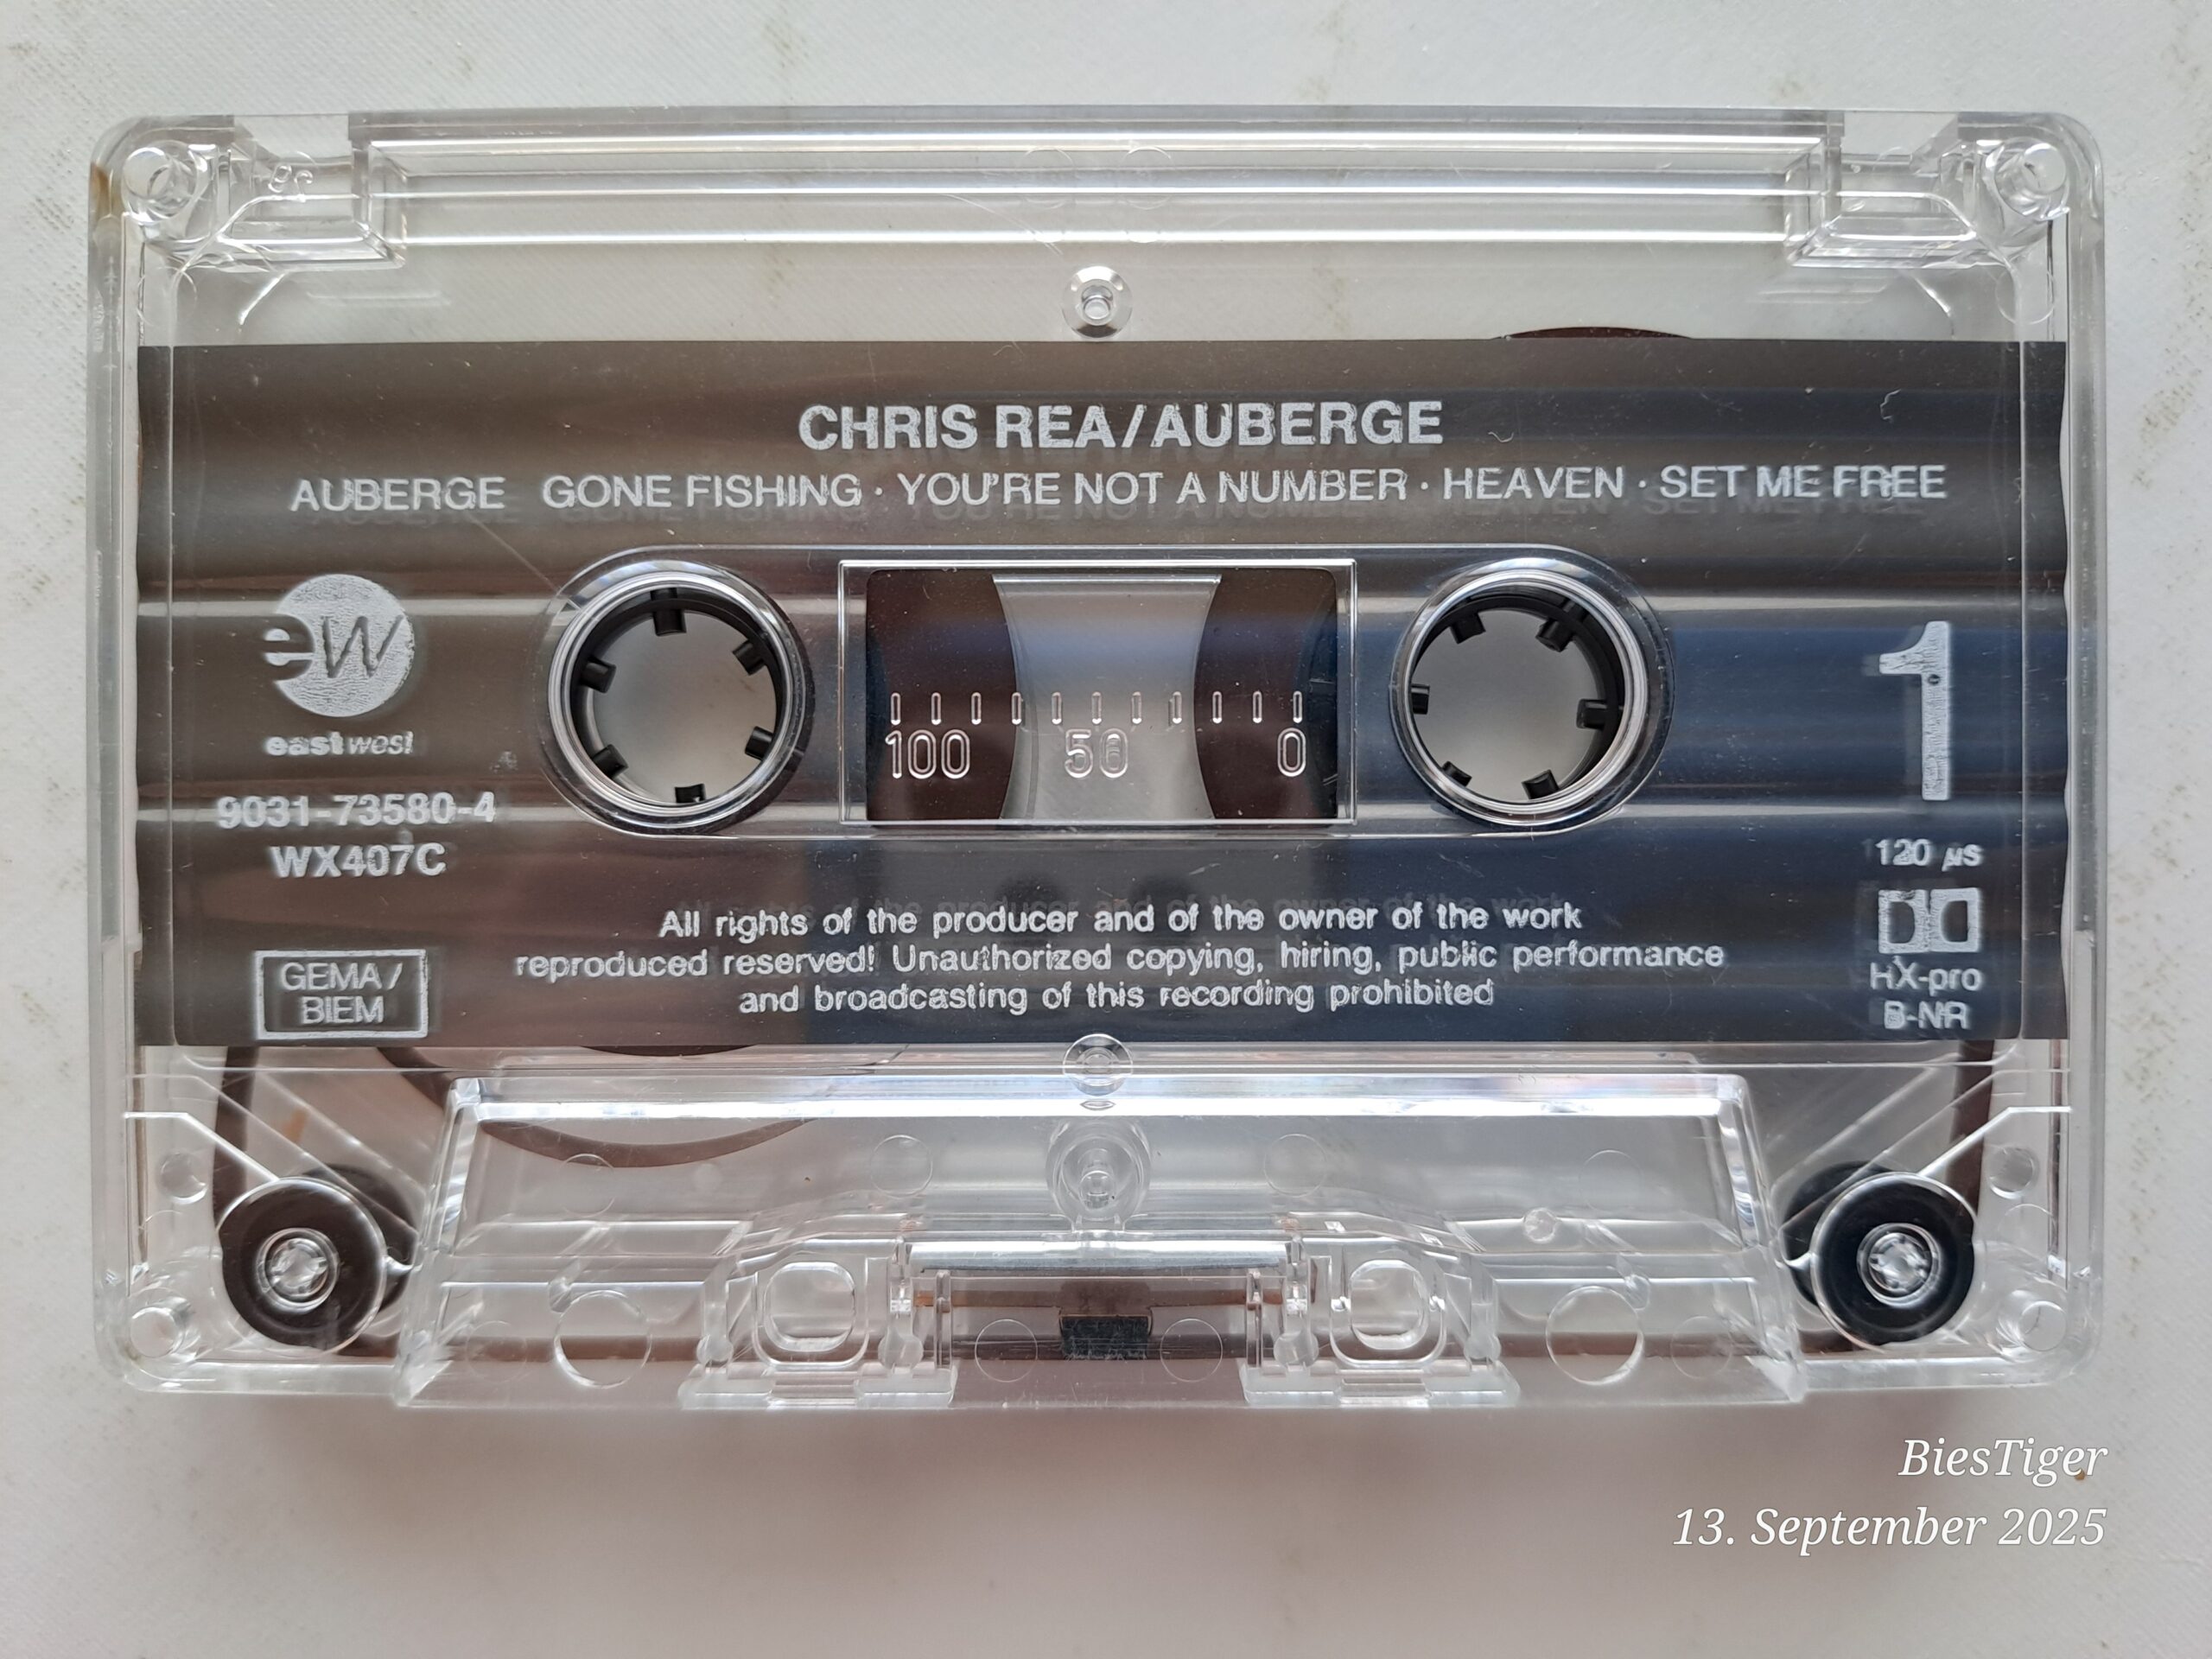 CHRIS REA/AUBERGE
AUBERGE GONE FISHING · YOU'RE NOT A NUMBER · HEAVEN · SET ME FREE
ew
eastwest
9031-73580-4
WX407C
GEMA/
BIEM
100 50 0
All rights of the producer and of the owner of the work
reproduced reserved! Unauthorized copying, hiring, public performance
and broadcasting of this recording prohibited
1
120 µs
HX-pro
B-NR
BiesTiger
13. September 2025